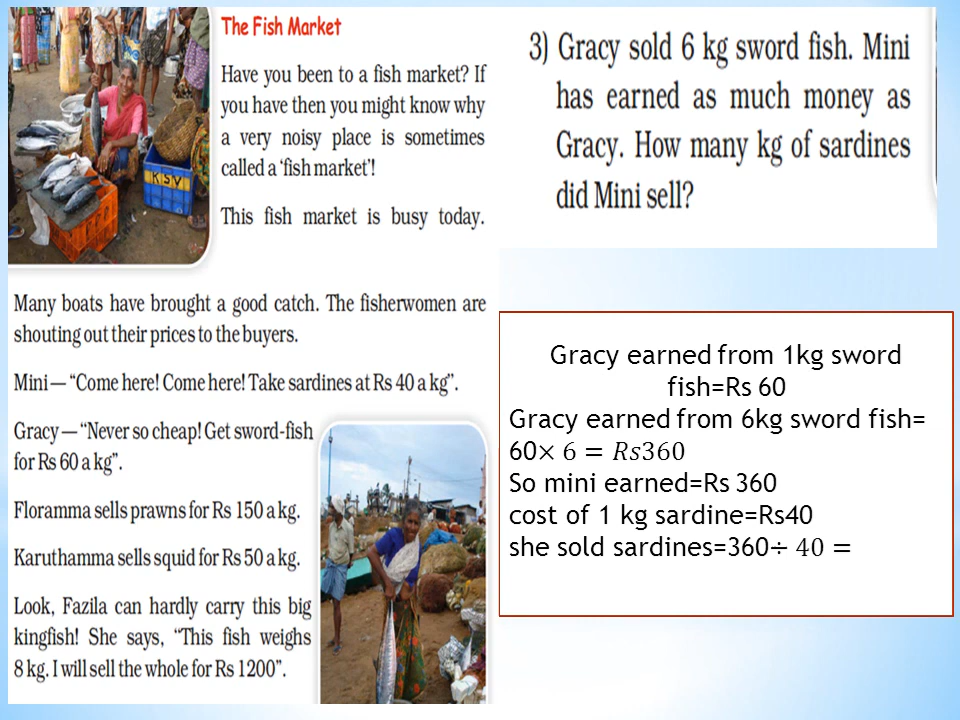 The Fish Market
Have you been to a fish market? If
you have then you might know why
a very noisy place is sometimes
called a ‘fish market’!
This fish market is busy today.
Many boats have brought a good catch. The fisherwomen are
shouting out their prices to the buyers.
Mini— “Come here! Come here! Take sardines at Rs 40 a kg”.
Gracy—“Never so cheap! Get sword-fish
for Rs 60 a kg”.
Floramma sells prawns for Rs 150 a kg.
Karuthamma sells squid for Rs 50 a kg.
Look, Fazila can hardly carry this big
kingfish! She says, “This fish weighs
8 kg. I will sell the whole for Rs 1200”.
KSV
3) Gracy sold 6 kg sword fish. Mini
has earned as much money as
Gracy. How many kg of sardines
did Mini sell?
Gracy earned from 1kg sword
fish=Rs 60
Gracy earned from 6kg sword fish=
60× 6 = Rs360
So mini earned=Rs 360
cost of 1 kg sardine=Rs40
she sold sardines=360÷ 40 =